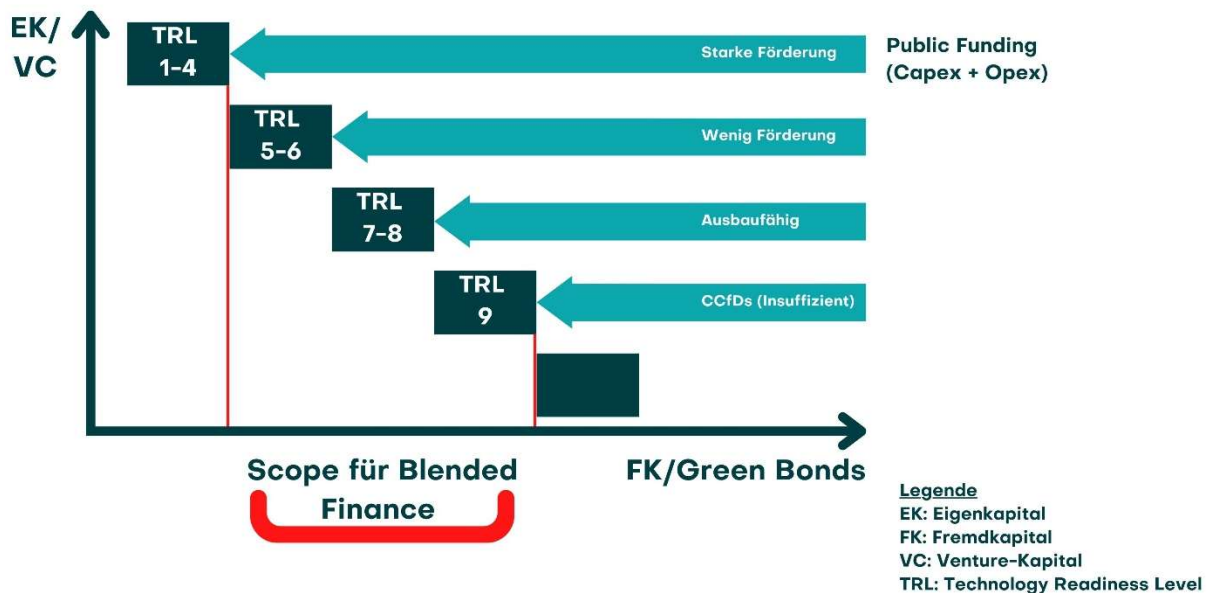 EK/
VC
TRL
1-4
Starke Förderung
Public Funding
(Capex + Opex)
TRL
5-6
Wenig Förderung
TRL
7-8
Ausbaufähig
TRL
9
CCfDs (Insuffizient)
Scope für Blended
Finance
FK/Green Bonds
Legende
EK: Eigenkapital
FK: Fremdkapital
VC: Venture-Kapital
TRL: Technology Readiness Level